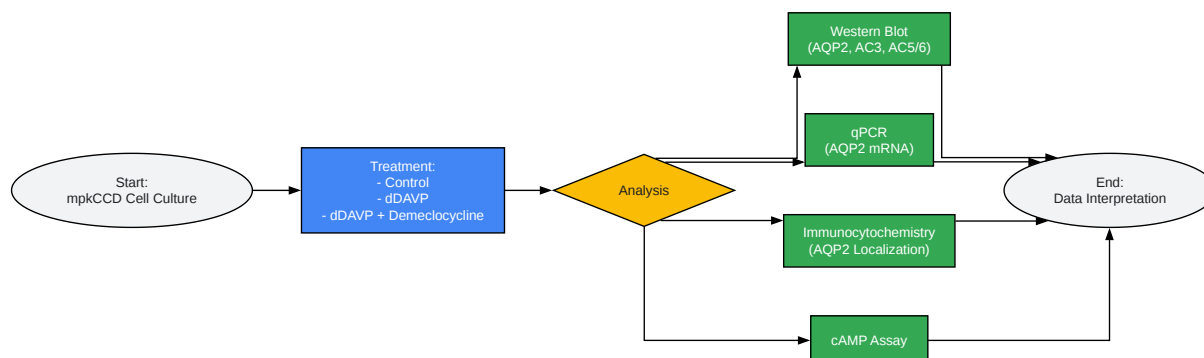 Start:
mpkCCD Cell Culture
Treatment:
- Control
- dDAVP
- dDAVP + Demeclocycline
Analysis
Western Blot
(AQP2, AC3, AC5/6)
qPCR
(AQP2 mRNA)
Immunocytochemistry
(AQP2 Localization)
cAMP Assay
End:
Data Interpretation